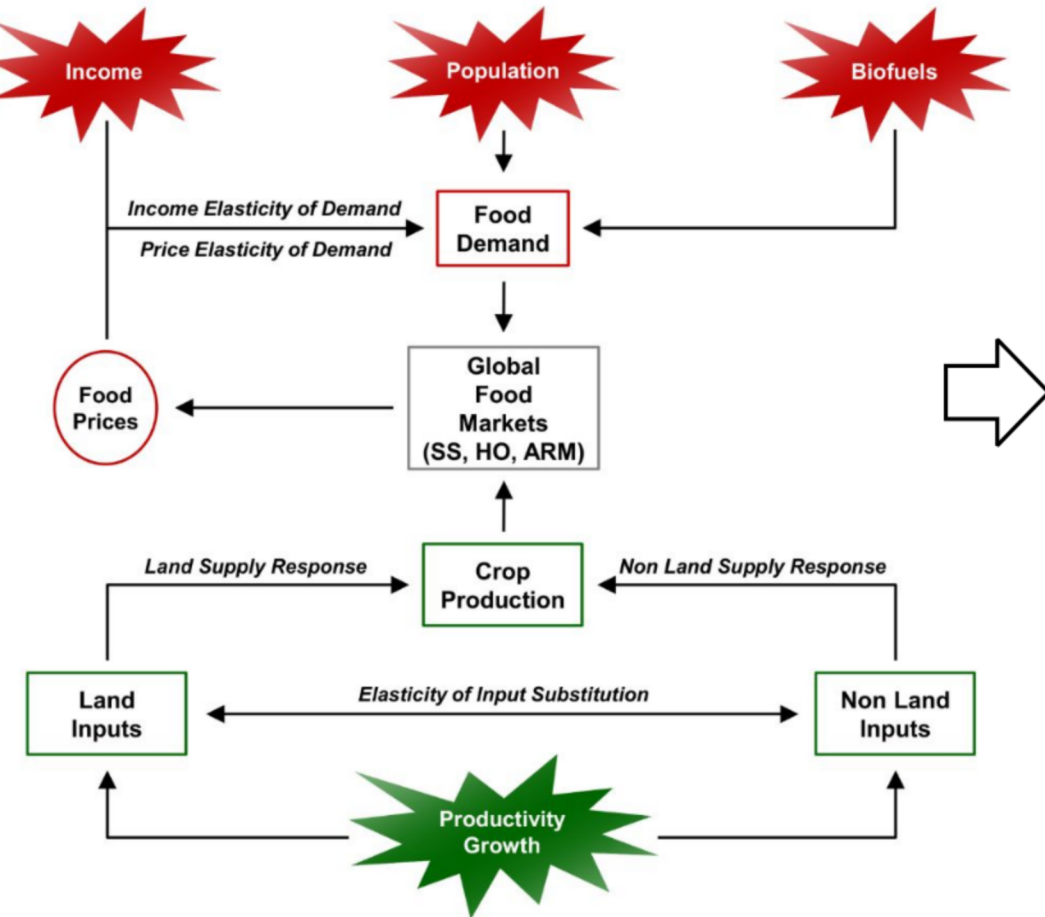 Income
Population
Biofuels
Income Elasticity of Demand
Price Elasticity of Demand
Food
Demand
Food
Prices
Global
Food
Markets
(SS, HO, ARM)
Land Supply Response
Crop
Production
Non Land Supply Response
Land
Inputs
Elasticity of Input Substitution
Non Land
Inputs
Productivity
Growth